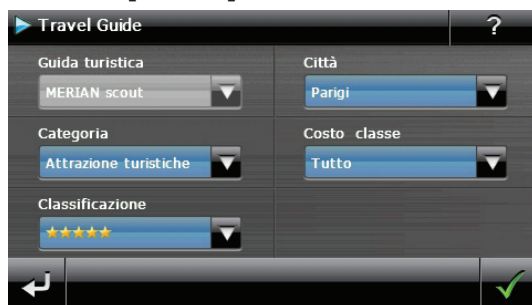 Travel Guide
?
Guida turistica
MERIAN scout
Città
Parigi
Categoria
Attrazione turistiche
Costo classe
Tutto
Classificazione
★★★★★